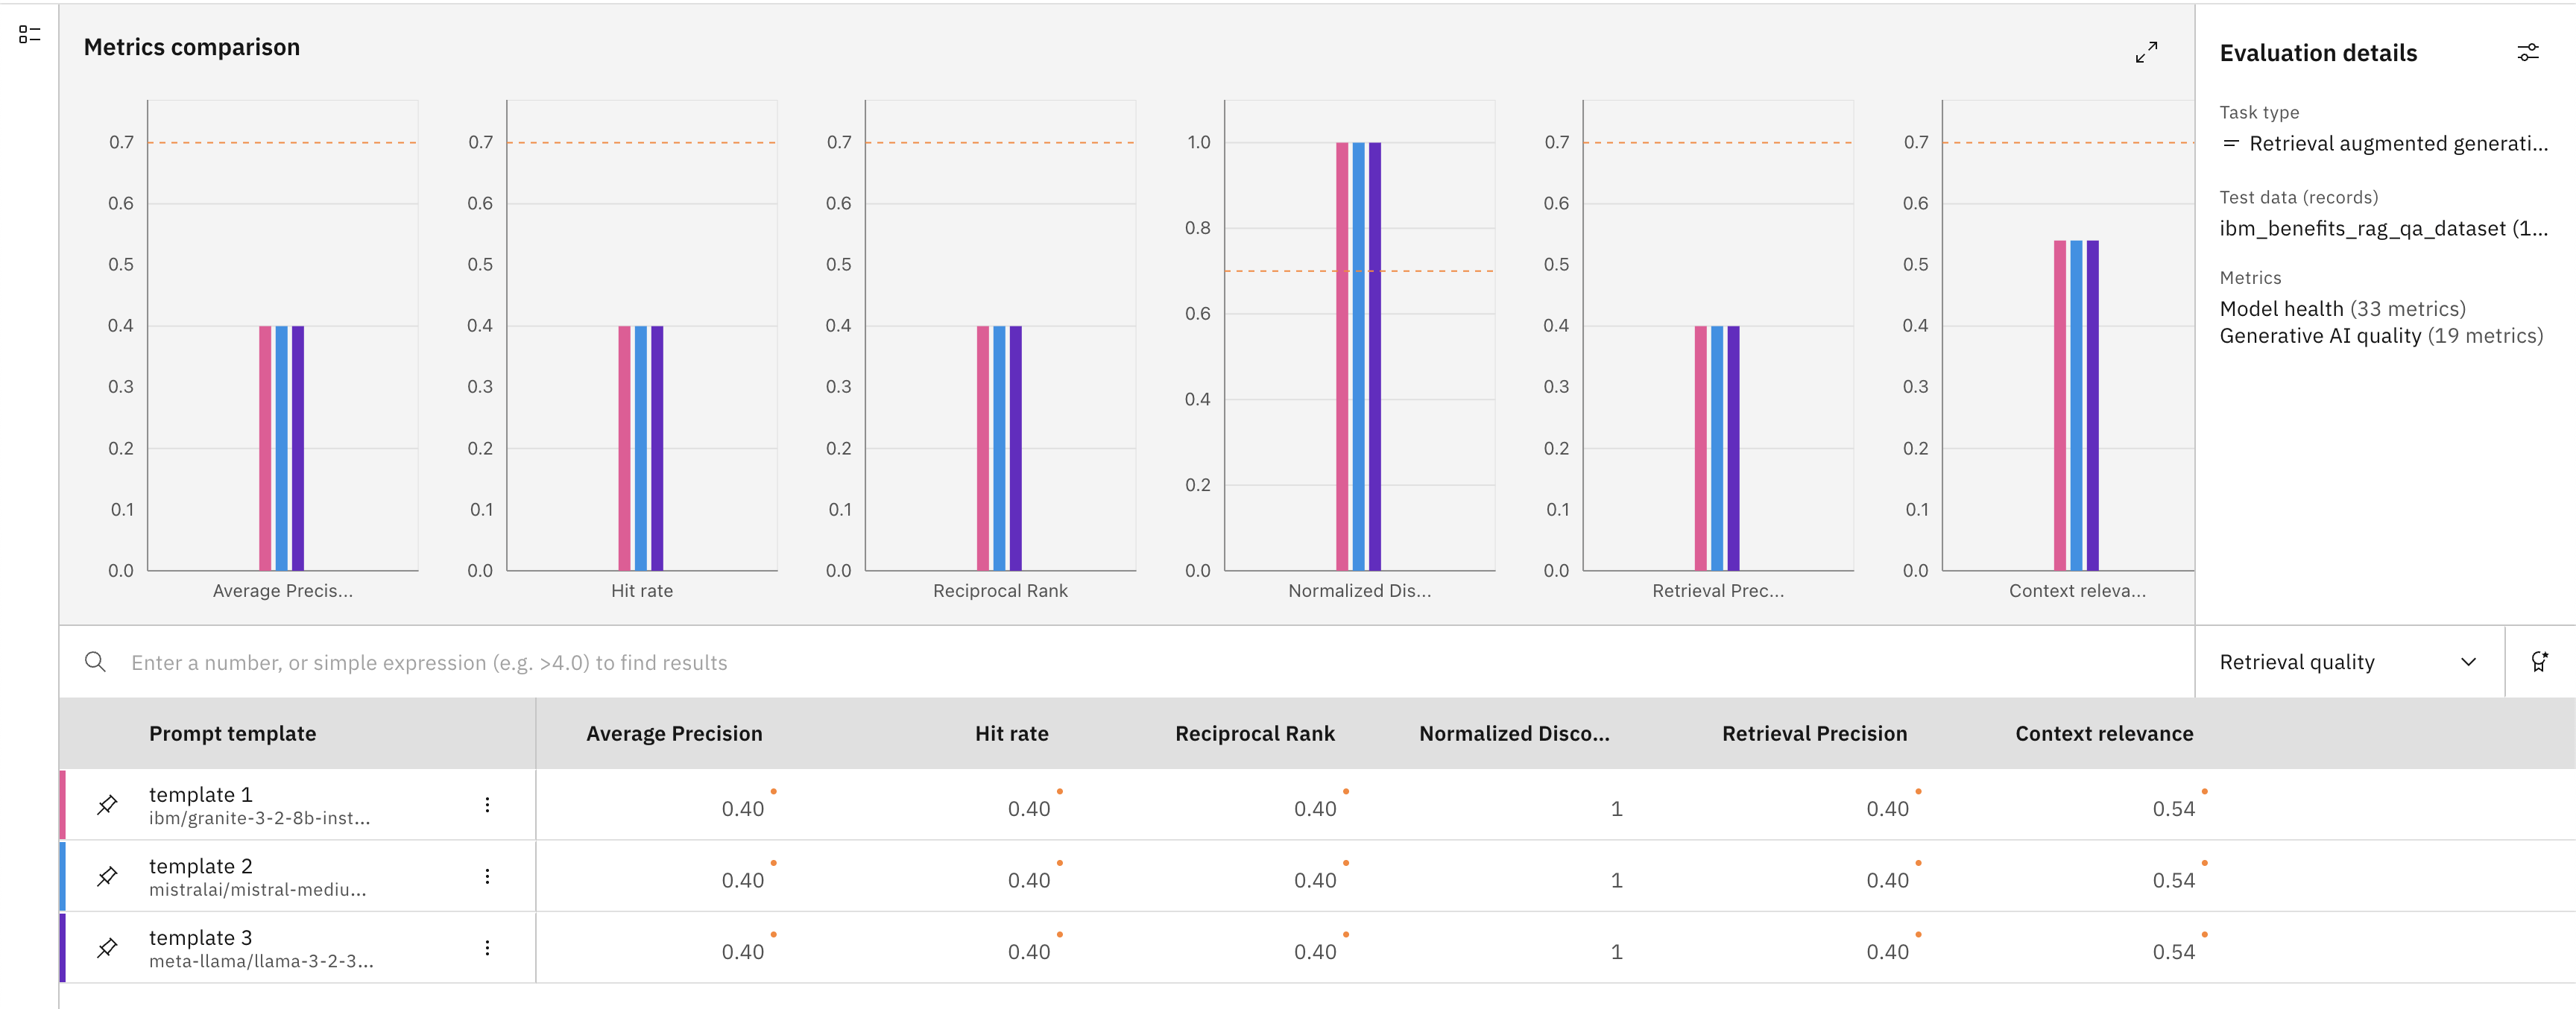 Metrics comparison
0.7
0.6
0.5
0.4
0.3
0.2
0.1
0.0
Average Precis...
0.7
0.6
0.5
0.4
0.3
0.2
0.1
0.0
Hit rate
0.7
0.6
0.5
0.4
0.3
0.2
0.1
0.0
Reciprocal Rank
1.0
0.8
0.6
0.4
0.2
0.0
Normalized Dis...
0.7
0.6
0.5
0.4
0.3
0.2
0.1
0.0
Retrieval Prec...
0.7
0.6
0.5
0.4
0.3
0.2
0.1
0.0
Context releva...
Evaluation details
Task type
Retrieval augmented generati...
Test data (records)
ibm_benefits_rag_qa_dataset (1...
Metrics
Model health (33 metrics)
Generative AI quality (19 metrics)
Enter a number, or simple expression (e.g. >4.0) to find results
Retrieval quality
Prompt template Average Precision Hit rate Reciprocal Rank Normalized Disco... Retrieval Precision Context relevance
template 1
ibm/granite-3-2-8b-inst...
0.40 0.40 0.40 1 0.40 0.54
template 2
mistralai/mistral-mediu...
0.40 0.40 0.40 1 0.40 0.54
template 3
meta-llama/llama-3-2-3...
0.40 0.40 0.40 1 0.40 0.54